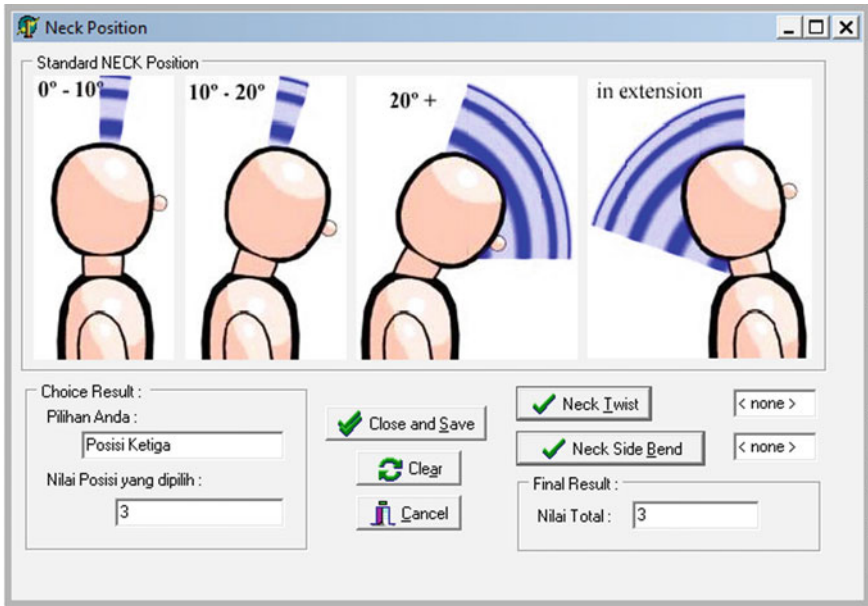 Neck Position
Standard NECK Position
0º - 10º
10º - 20º
20º +
in extension
Choice Result :
Pilihan Anda :
Posisi Ketiga
Nilai Posisi yang dipilih :
3
Close and Save
Clear
Cancel
Neck Twist
< none >
Neck Side Bend
< none >
Final Result :
Nilai Total :
3